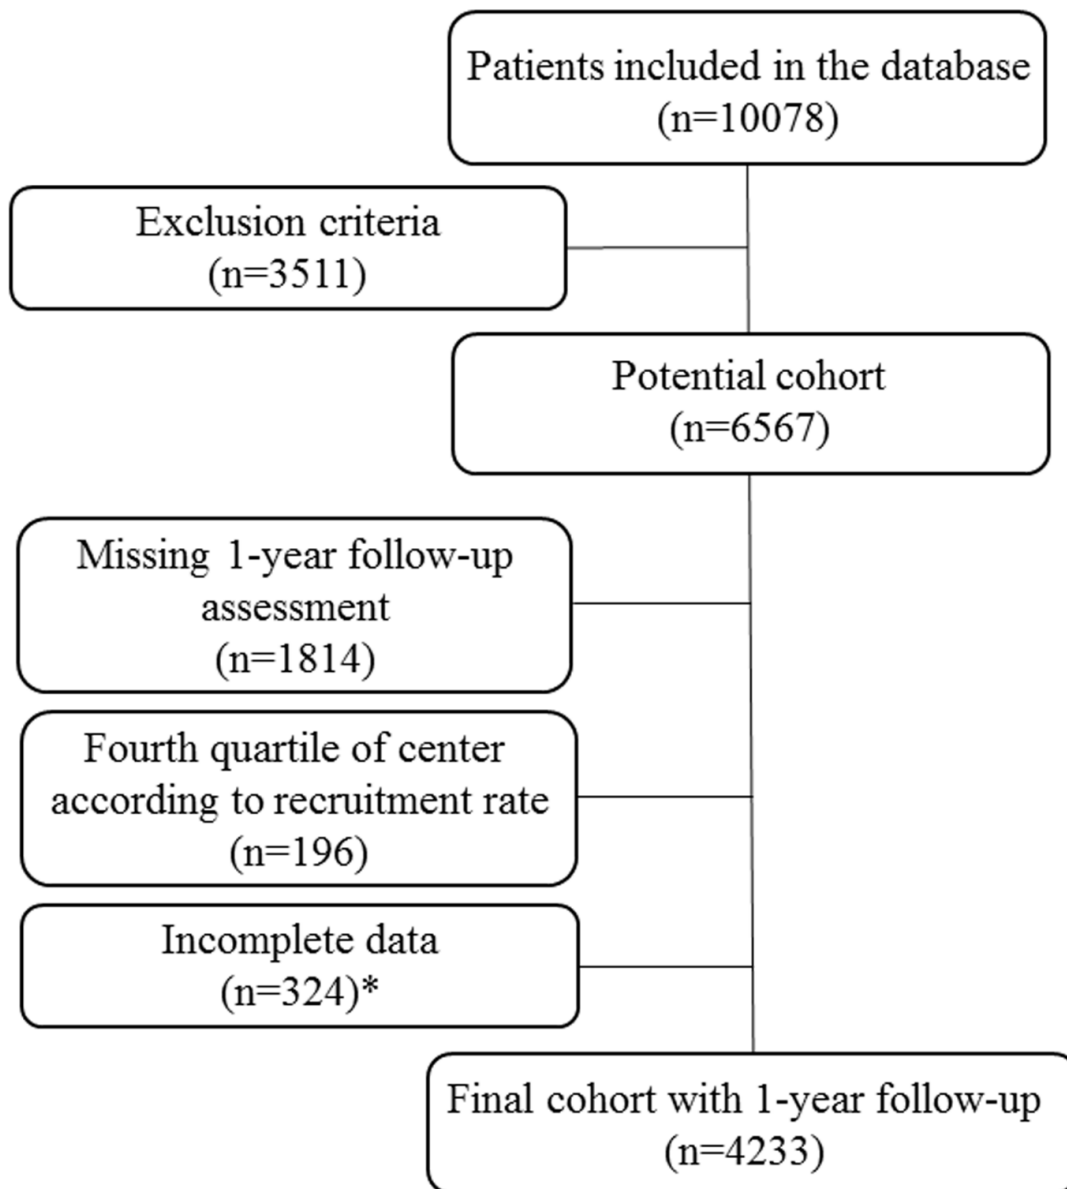 Patients included in the database
(n=10078)
Exclusion criteria
(n=3511)
Potential cohort
(n=6567)
Missing 1-year follow-up
assessment
(n=1814)
Fourth quartile of center
according to recruitment rate
(n=196)
Incomplete data
(n=324)*
Final cohort with 1-year follow-up
(n=4233)